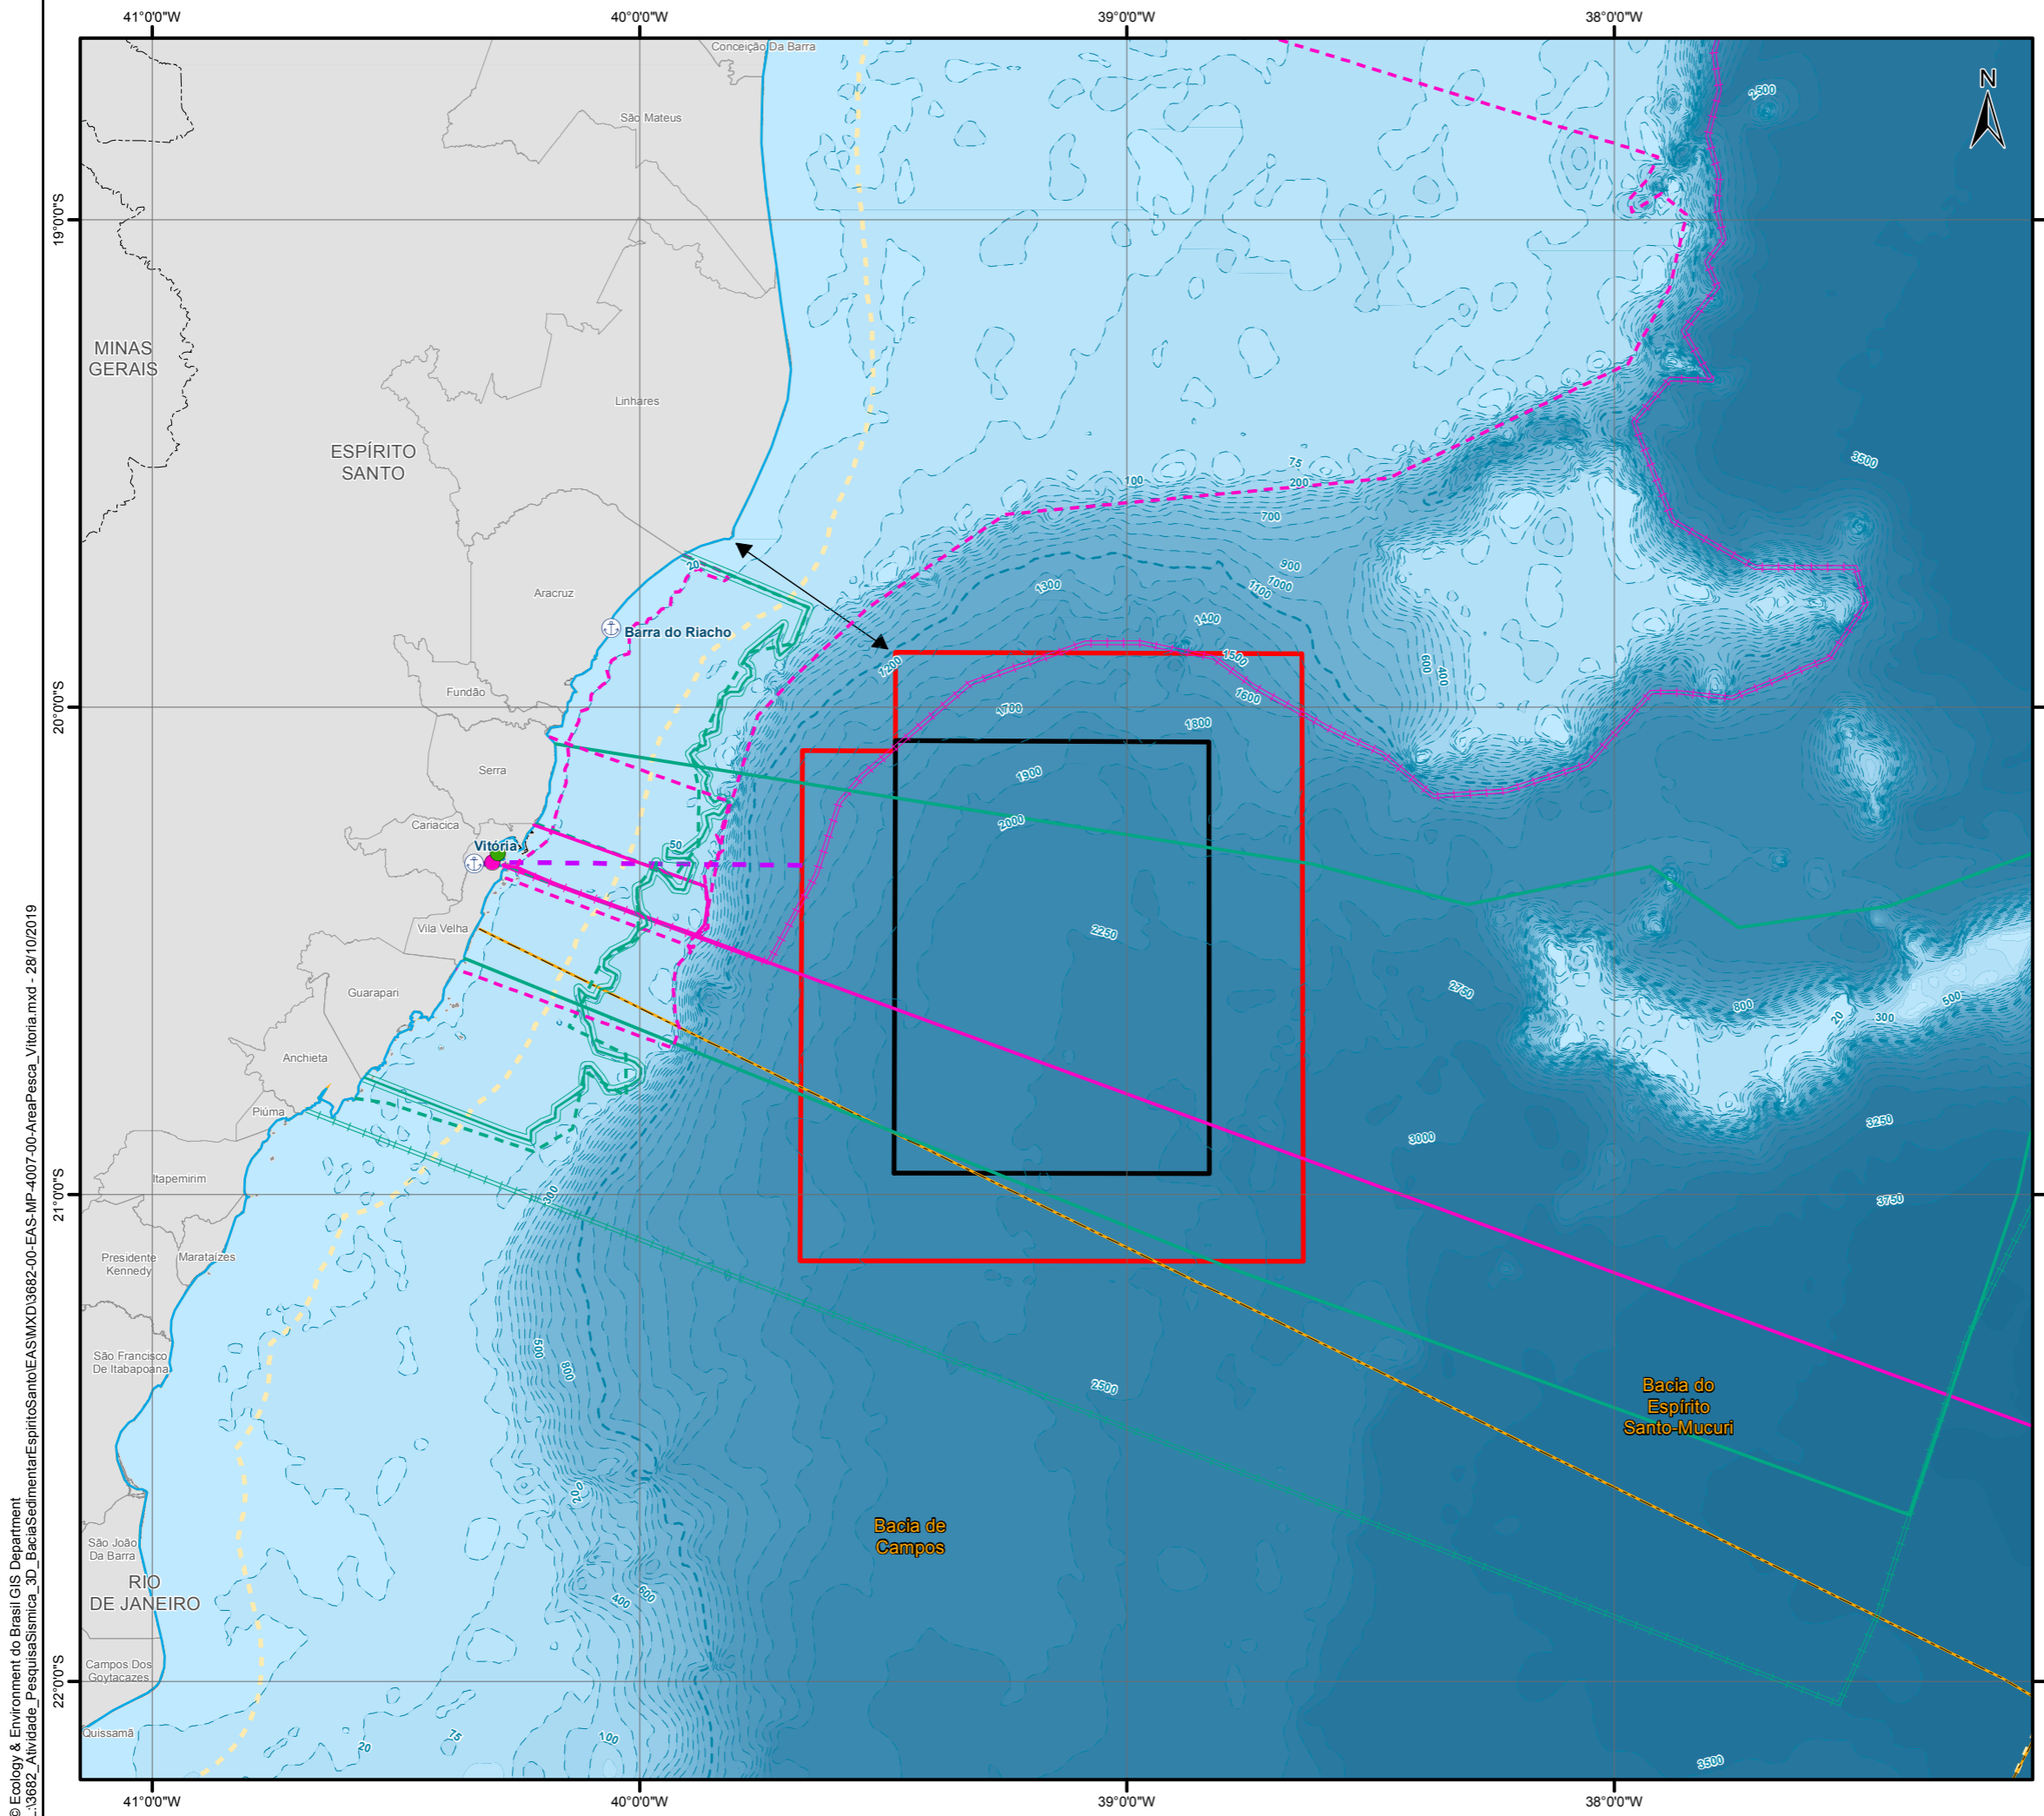 41°0'0"W
40°0'0"W
39°0'0"W
38°0'0"W
Conceição Da Barra
N
2500
São Mateus
19°0'0"S
MINAS
GERAIS
Linhares
ESPÍRITO
SANTO
3500
75
100
200
700
20
900
1000
1100
1300
Aracruz
1400
Barra do Riacho
1200
1500
600
400
Fundão
1600
1700
20°0'0"S
1800
Serra
1900
2000
Cariacica
Vitória
50
Vila Velha
2250
Guarapari
2750
800
20
300
500
Anchieta
Piúma
3250
3000
Itapemirim
21°0'0"S
300
3750
Presidente
Kennedy
Marataízes
500
800
São Francisco
De Itabapoana
2500
Bacia do
Espírito
Santo-Mucuri
200
Bacia de
Campos
São João
Da Barra
RIO
DE JANEIRO
400
600
Campos Dos
Goytacazes
22°0'0"S
Quissamã
20
75
100
3500
41°0'0"W
40°0'0"W
39°0'0"W
38°0'0"W
© Ecology & Environment do Brasil GIS Department
L:\3682_Atividade_PesquisaSismica_3D_BaciaSedimentarEspiritoSanto\EAS\MXD\3682-00-EAS-MP-4007-00-AreaPesca_Vitoria.mxd - 28/10/2019